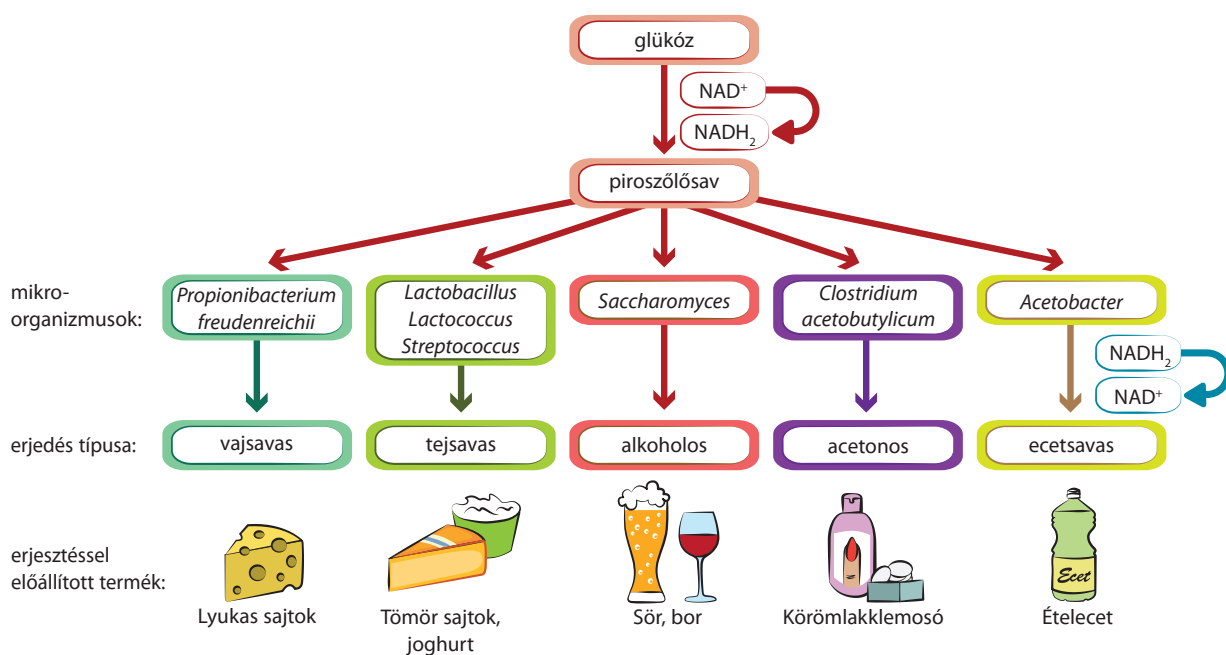 glükóz
NAD⁺
NADH₂
piroszőlősav
mikro-
organizmusok:
Propionibacterium
freudenreichii
Lactobacillus
Lactococcus
Streptococcus
Saccharomyces
Clostridium
acetobutylicum
Acetobacter
NADH₂
NAD⁺
erjedés típusa:
vajsavas
tejsavas
alkoholos
acetonos
ecetsavas
erjesztéssel
előállított termék:
Ecet
Lyukas sajtok
Tömör sajtok,
joghurt
Sör, bor
Körömlakklemosó
Ételecet